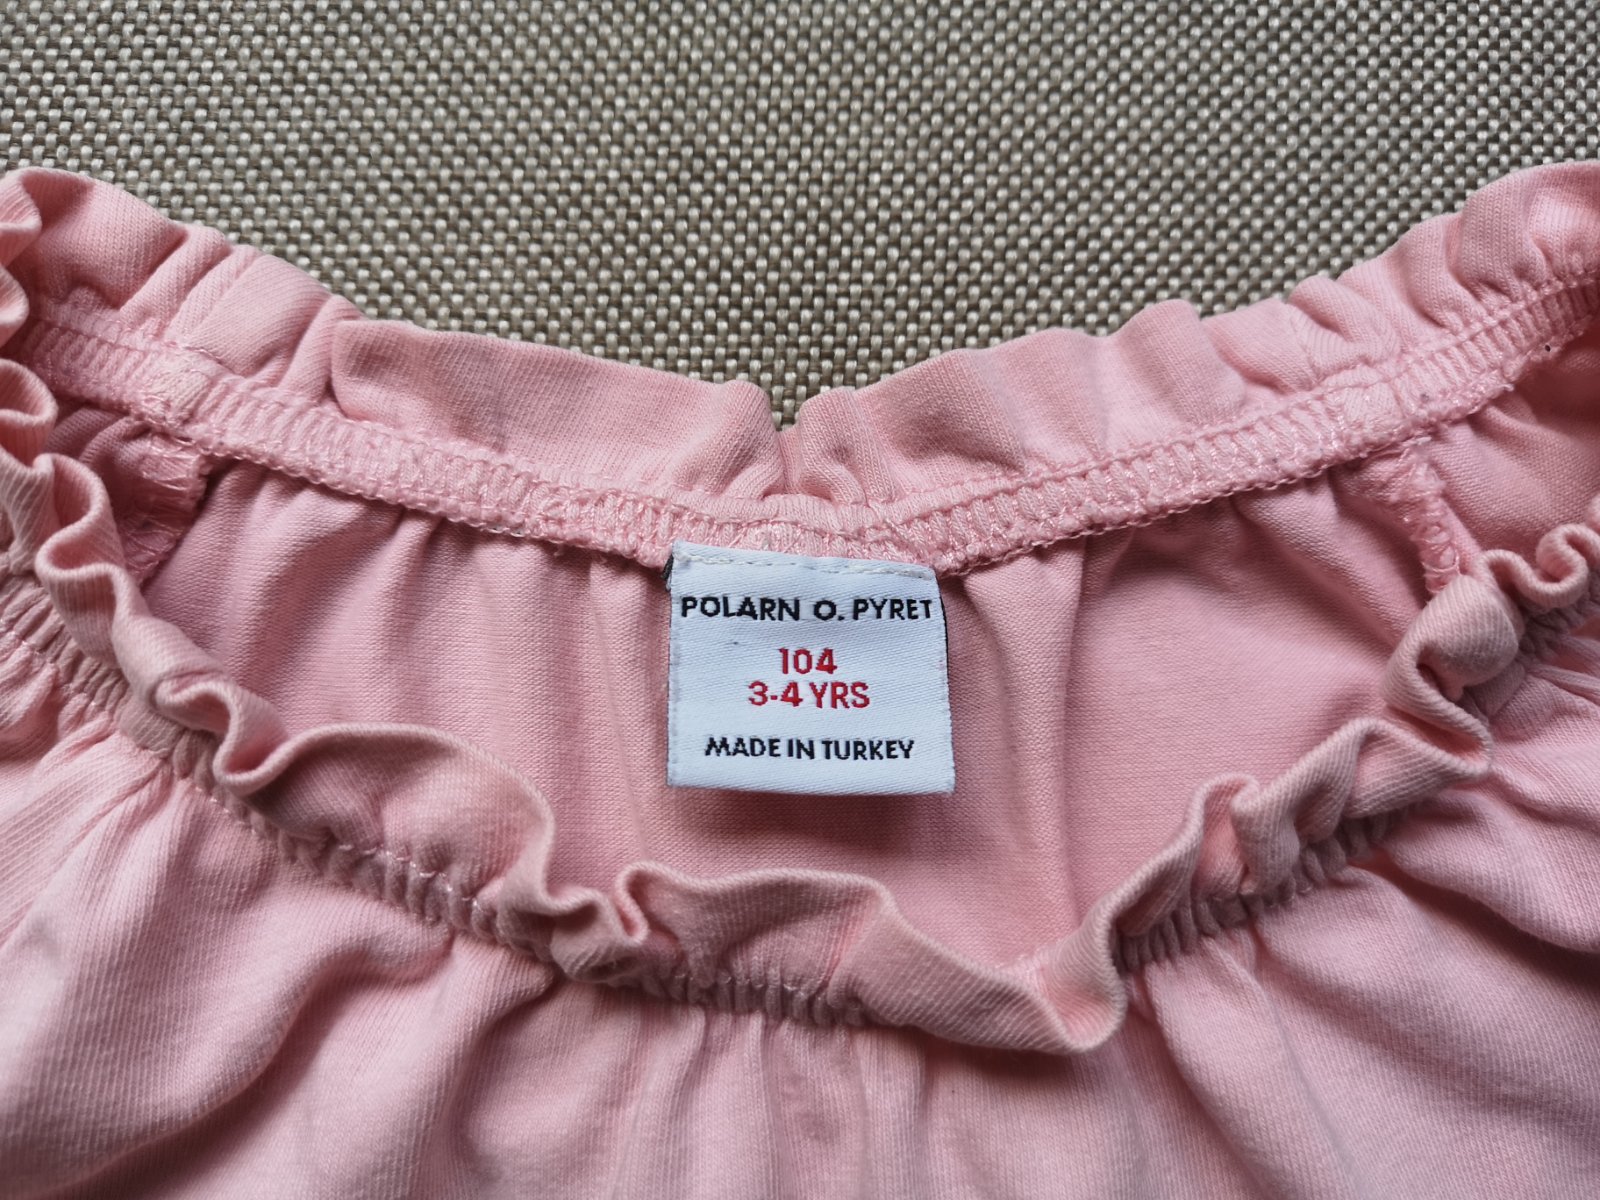 POLARN O. PYRET
104
3-4 YRS
MADE IN TURKEY